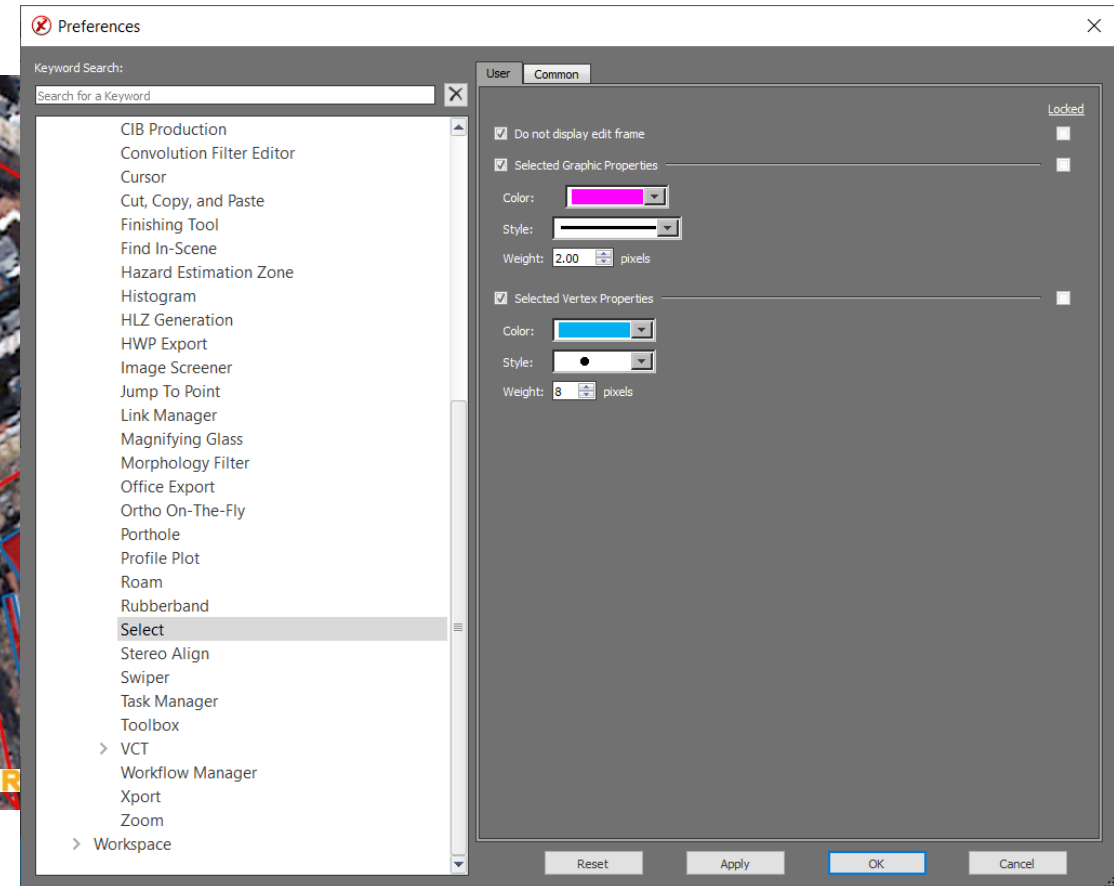 Preferences
Keyword Search:
Search for a Keyword
CIB Production
Convolution Filter Editor
Cursor
Cut, Copy, and Paste
Finishing Tool
Find In-Scene
Hazard Estimation Zone
Histogram
HLZ Generation
HWP Export
Image Screener
Jump To Point
Link Manager
Magnifying Glass
Morphology Filter
Office Export
Ortho On-The-Fly
Porthole
Profile Plot
Roam
Rubberband
Select
Stereo Align
Swiper
Task Manager
Toolbox
VCT
Workflow Manager
Xport
Zoom
Workspace
User Common
Locked
Do not display edit frame
Selected Graphic Properties
Color:
Style:
Weight: 2.00 pixels
Selected Vertex Properties
Color:
Style:
Weight: 8 pixels
Reset Apply OK Cancel
R